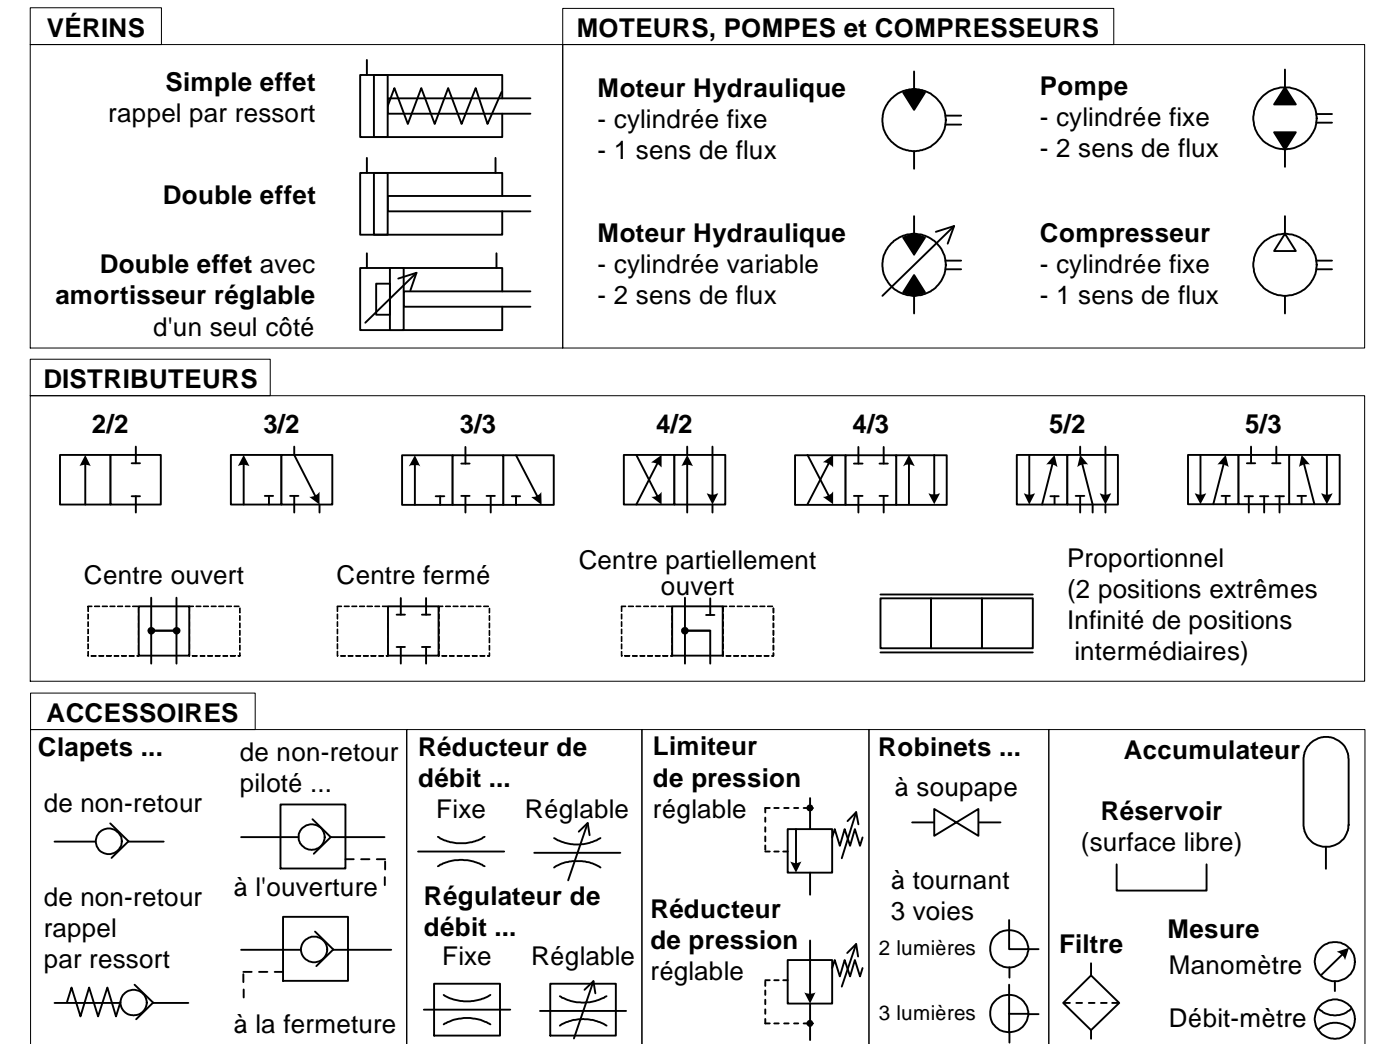 VÉRINS
Simple effet
rappel par ressort
Double effet
Double effet avec
amortisseur réglable
d'un seul côté
MOTEURS, POMPES et COMPRESSEURS
Moteur Hydraulique
- cylindrée fixe
- 1 sens de flux
Pompe
- cylindrée fixe
- 2 sens de flux
Moteur Hydraulique
- cylindrée variable
- 2 sens de flux
Compresseur
- cylindrée fixe
- 1 sens de flux
DISTRIBUTEURS
2/2 3/2 3/3 4/2 4/3 5/2 5/3
Centre ouvert
Centre fermé
Centre partiellement
ouvert
Proportionnel
(2 positions extrêmes
Infinité de positions
intermédiaires)
ACCESSOIRES
Clapets ...
de non-retour
de non-retour
rappel
par ressort
de non-retour
piloté ...
à l'ouverture
à la fermeture
Réducteur de
débit ...
Fixe Réglable
Régulateur de
débit ...
Fixe Réglable
Limiteur
de pression
réglable
Réducteur
de pression
réglable
Robinets ...
à soupape
à tournant
3 voies
2 lumières
3 lumières
Accumulateur
Réservoir
(surface libre)
Filtre
Mesure
Manomètre
Débit-mètre